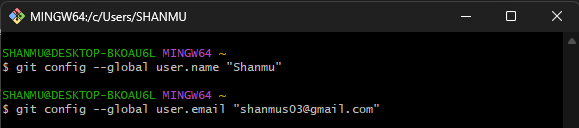 MINGW64:/c/Users/SHANMU
SHANMU@DESKTOP-BKOAU6L MINGW64 ~
$ git config --global user.name "Shanmu"
SHANMU@DESKTOP-BKOAU6L MINGW64 ~
$ git config --global user.email "shanmus03@gmail.com"